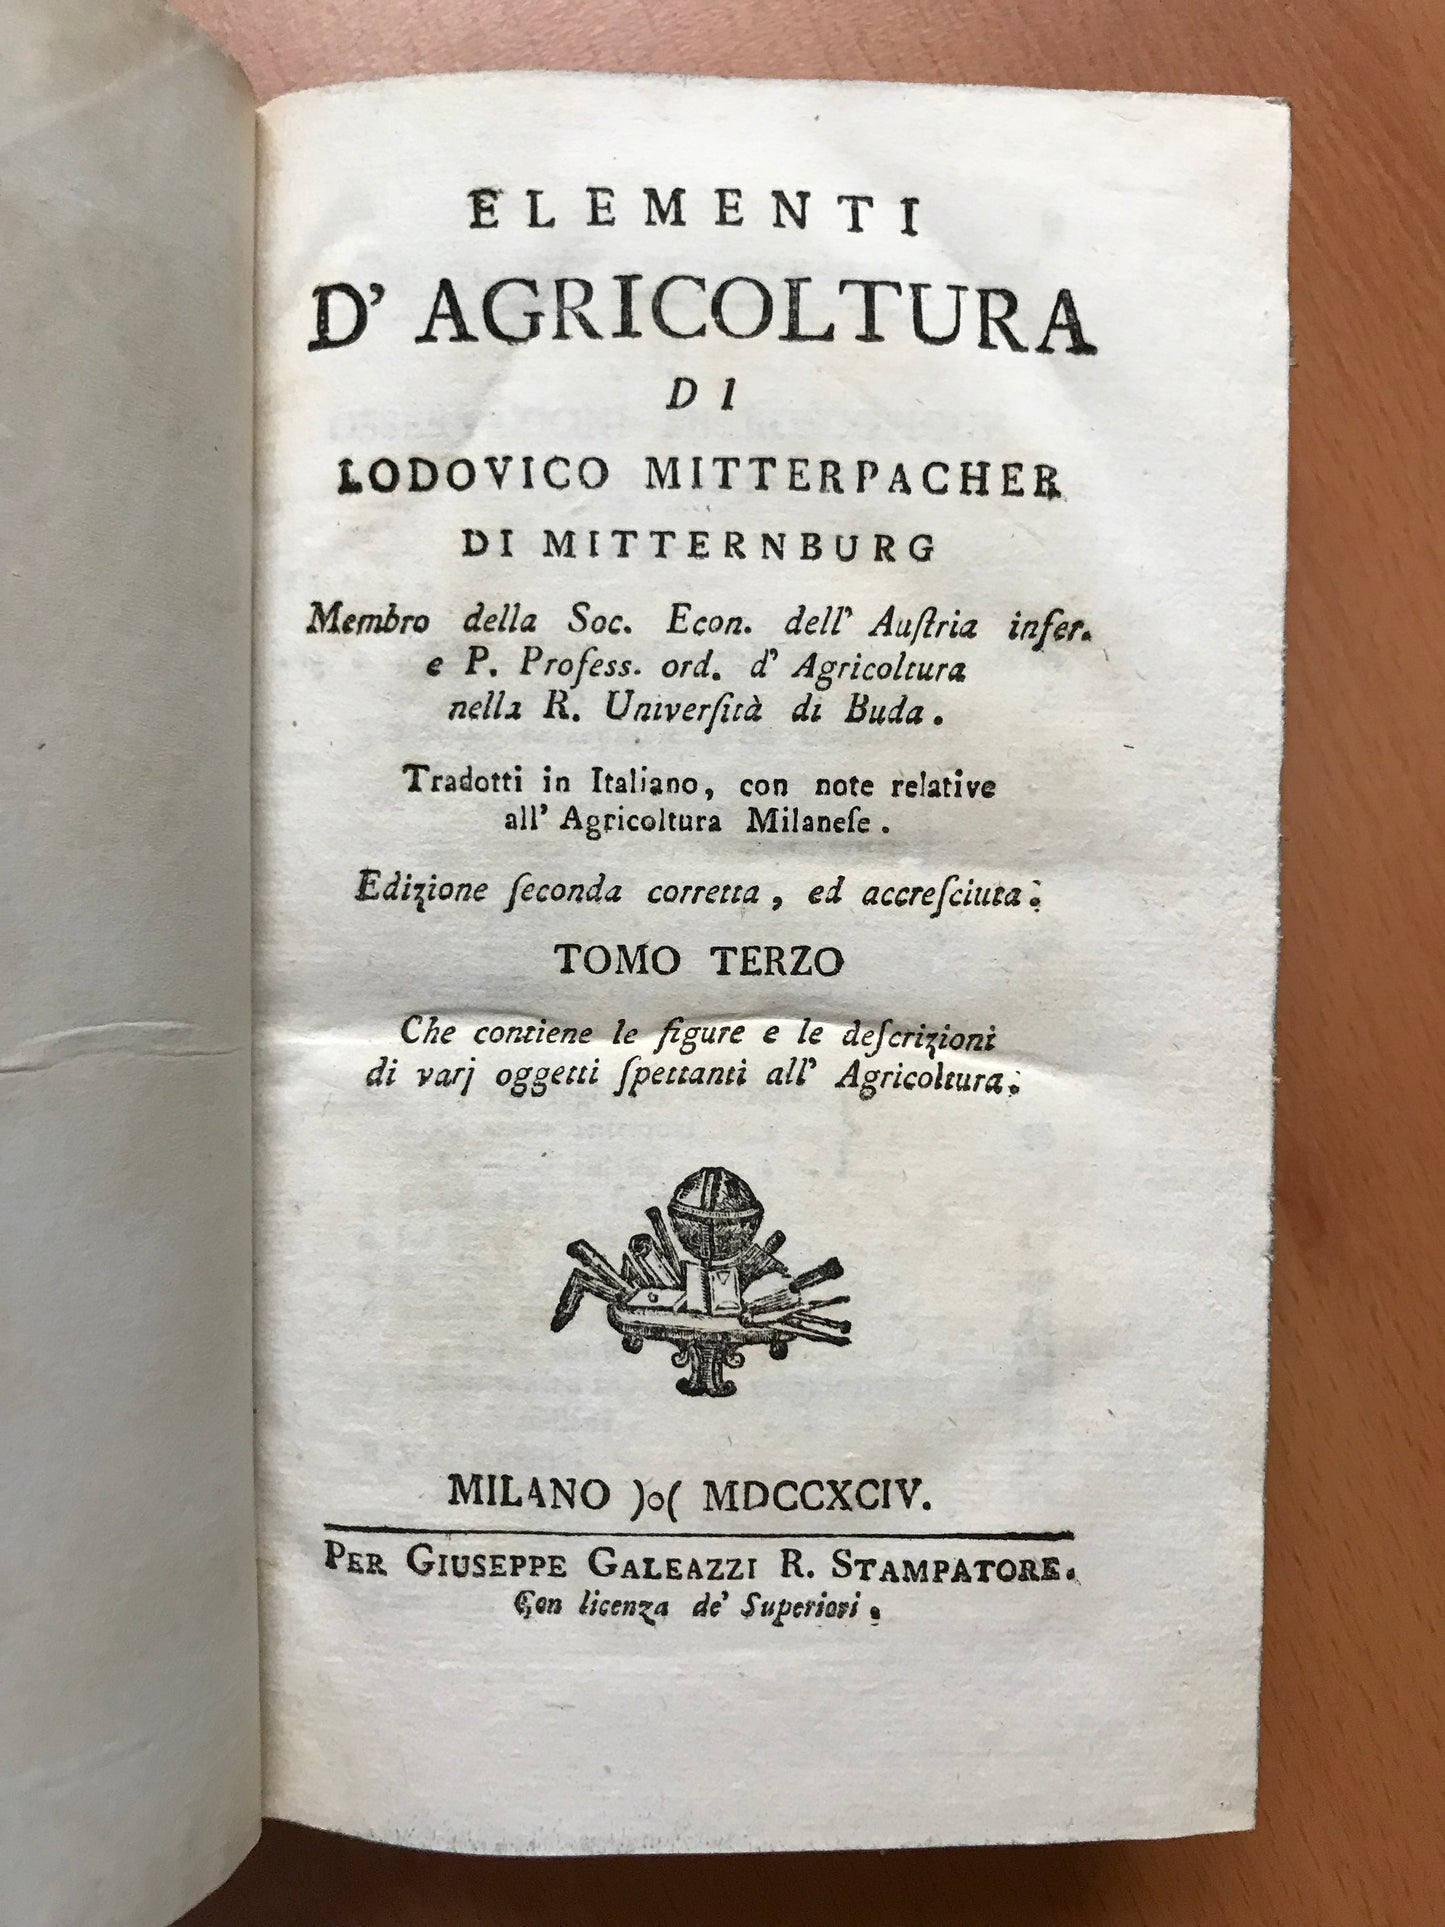 ELEMENTI
D' AGRICOLTURA
DI
LODOVICO MITTERPACHER
DI MITTERNBURG
Membro della Soc. Econ. dell' Auſtria infer.
e P. Profeſs. ord. d' Agricoltura
nella R. Univerſità di Buda.
Tradotti in Italiano, con note relative
all' Agricoltura Milaneſe.
Edizione ſeconda corretta, ed accreſciuta.
TOMO TERZO
Che contiene le figure e le deſcrizioni
di varj oggetti ſpettanti all' Agricoltura.
MILANO )o( MDCCXCIV.
PER GIUSEPPE GALEAZZI R. STAMPATORE.
Con licenza de' Superiori.